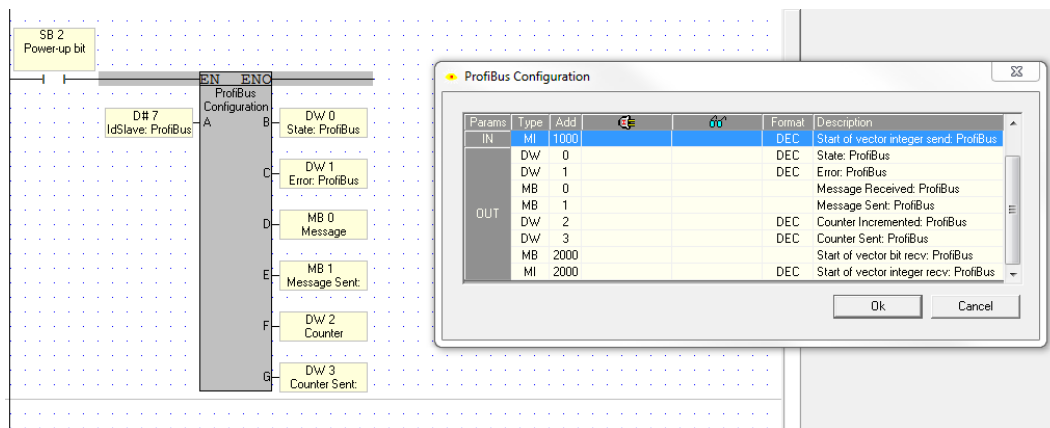 SB 2
Power-up bit
EN ENO
ProfiBus
Configuration
D# 7
IdSlave: ProfiBus
A
B
DW 0
State: ProfiBus
C
DW 1
Error: ProfiBus
D
MB 0
Message
E
MB 1
Message Sent:
F
DW 2
Counter
G
DW 3
Counter Sent:
ProfiBus Configuration
Params Type Add Format Description
IN MI 1000 DEC Start of vector integer send: ProfiBus
OUT
DW 0 DEC State: ProfiBus
DW 1 DEC Error: ProfiBus
MB 0 Message Received: ProfiBus
MB 1 Message Sent: ProfiBus
DW 2 DEC Counter Incremented: ProfiBus
DW 3 DEC Counter Sent: ProfiBus
MB 2000 Start of vector bit recv: ProfiBus
MI 2000 DEC Start of vector integer recv: ProfiBus
Ok Cancel